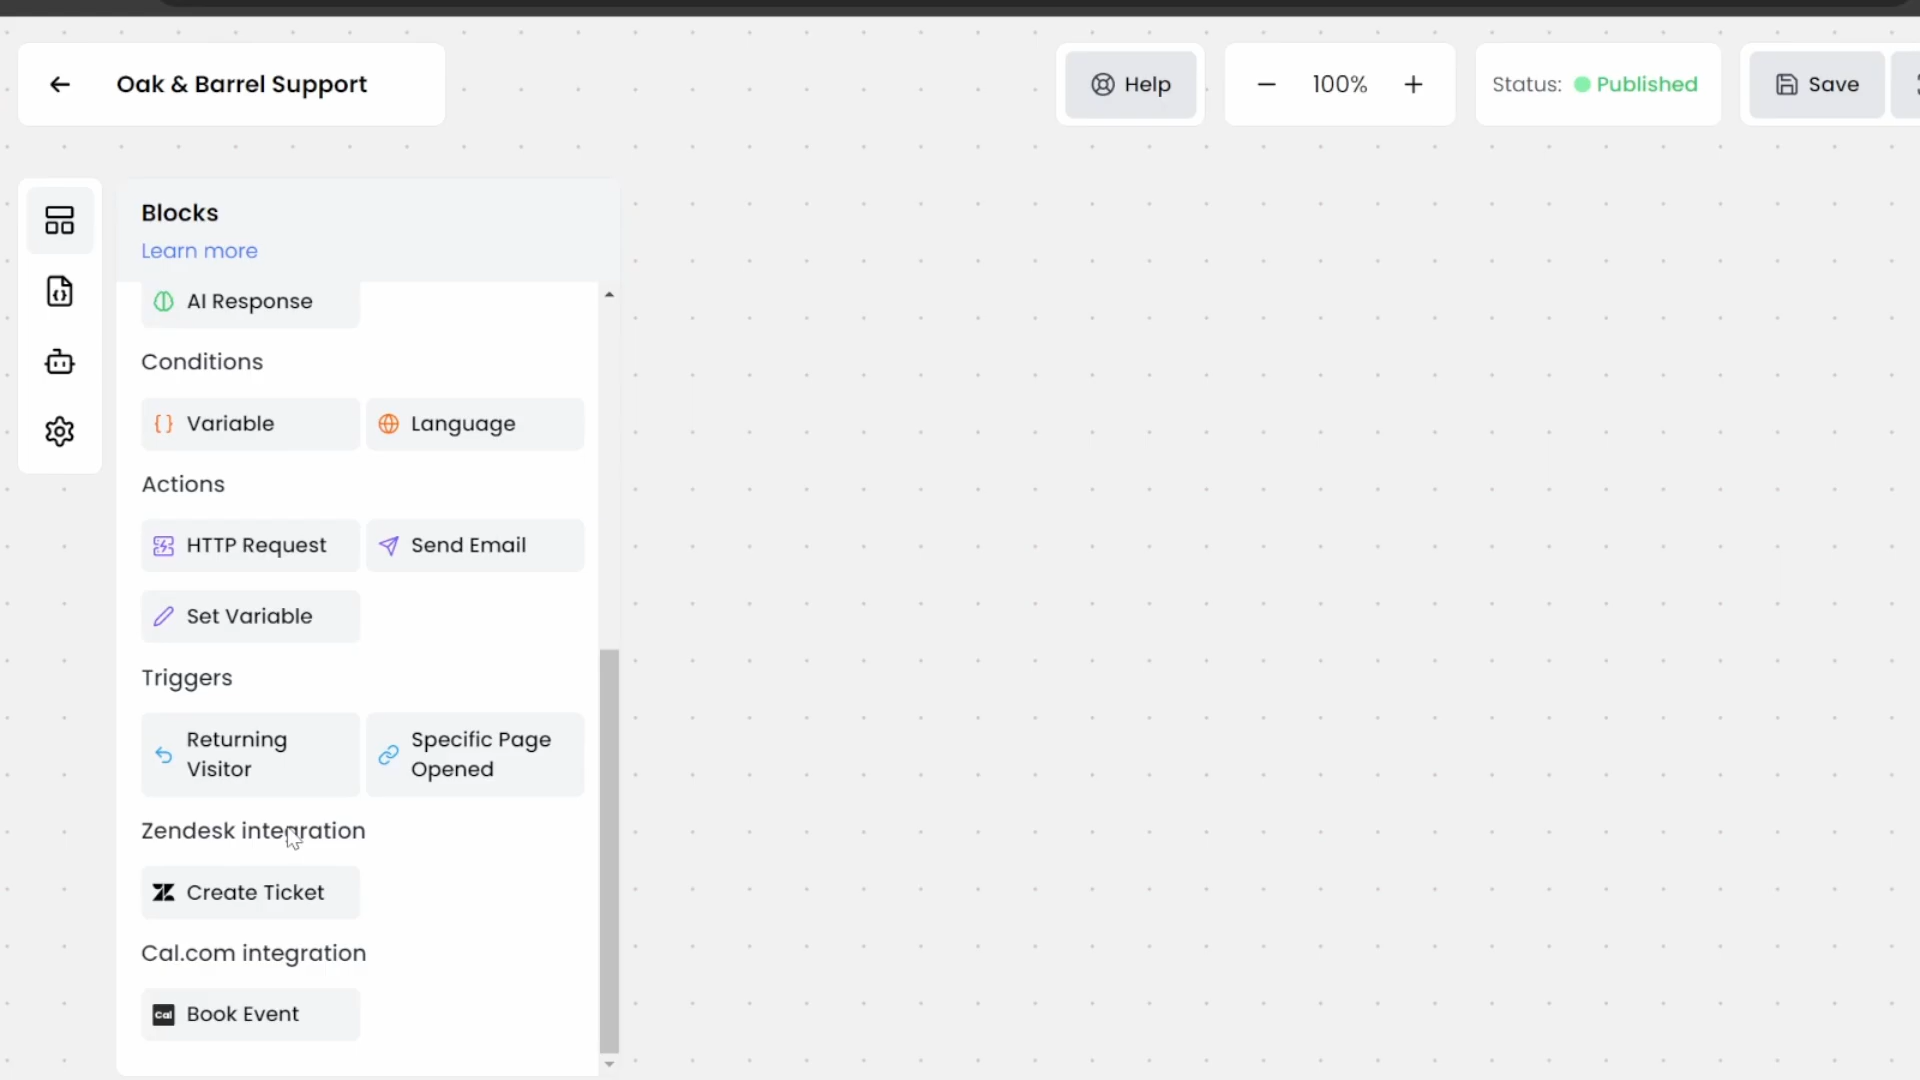 Oak & Barrel Support
Help
100%
Status: Published
Save
Blocks
Learn more
AI Response
Conditions
Variable
Language
Actions
HTTP Request
Send Email
Set Variable
Triggers
Returning
Visitor
Specific Page
Opened
Zendesk integration
Create Ticket
Cal.com integration
Cal
Book Event